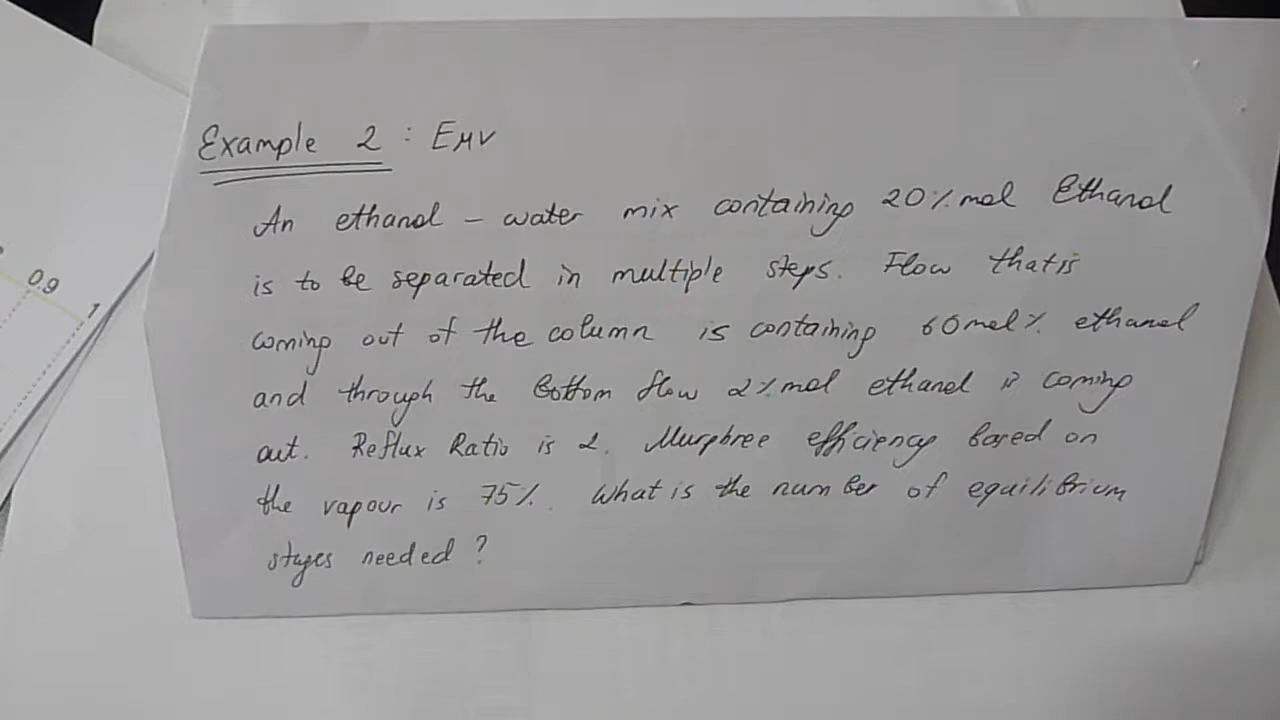 0.9
1
Example 2 : EMV
An ethanol - water mix containing 20%mol Ethanol
is to be separated in multiple steps. Flow that is
coming out of the column is containing 60mol% ethanol
and through the bottom flow 2%mol ethanol is coming
out. Reflux Ratio is 2. Murphree efficiency based on
the vapour is 75%. What is the number of equilibrium
stages needed?